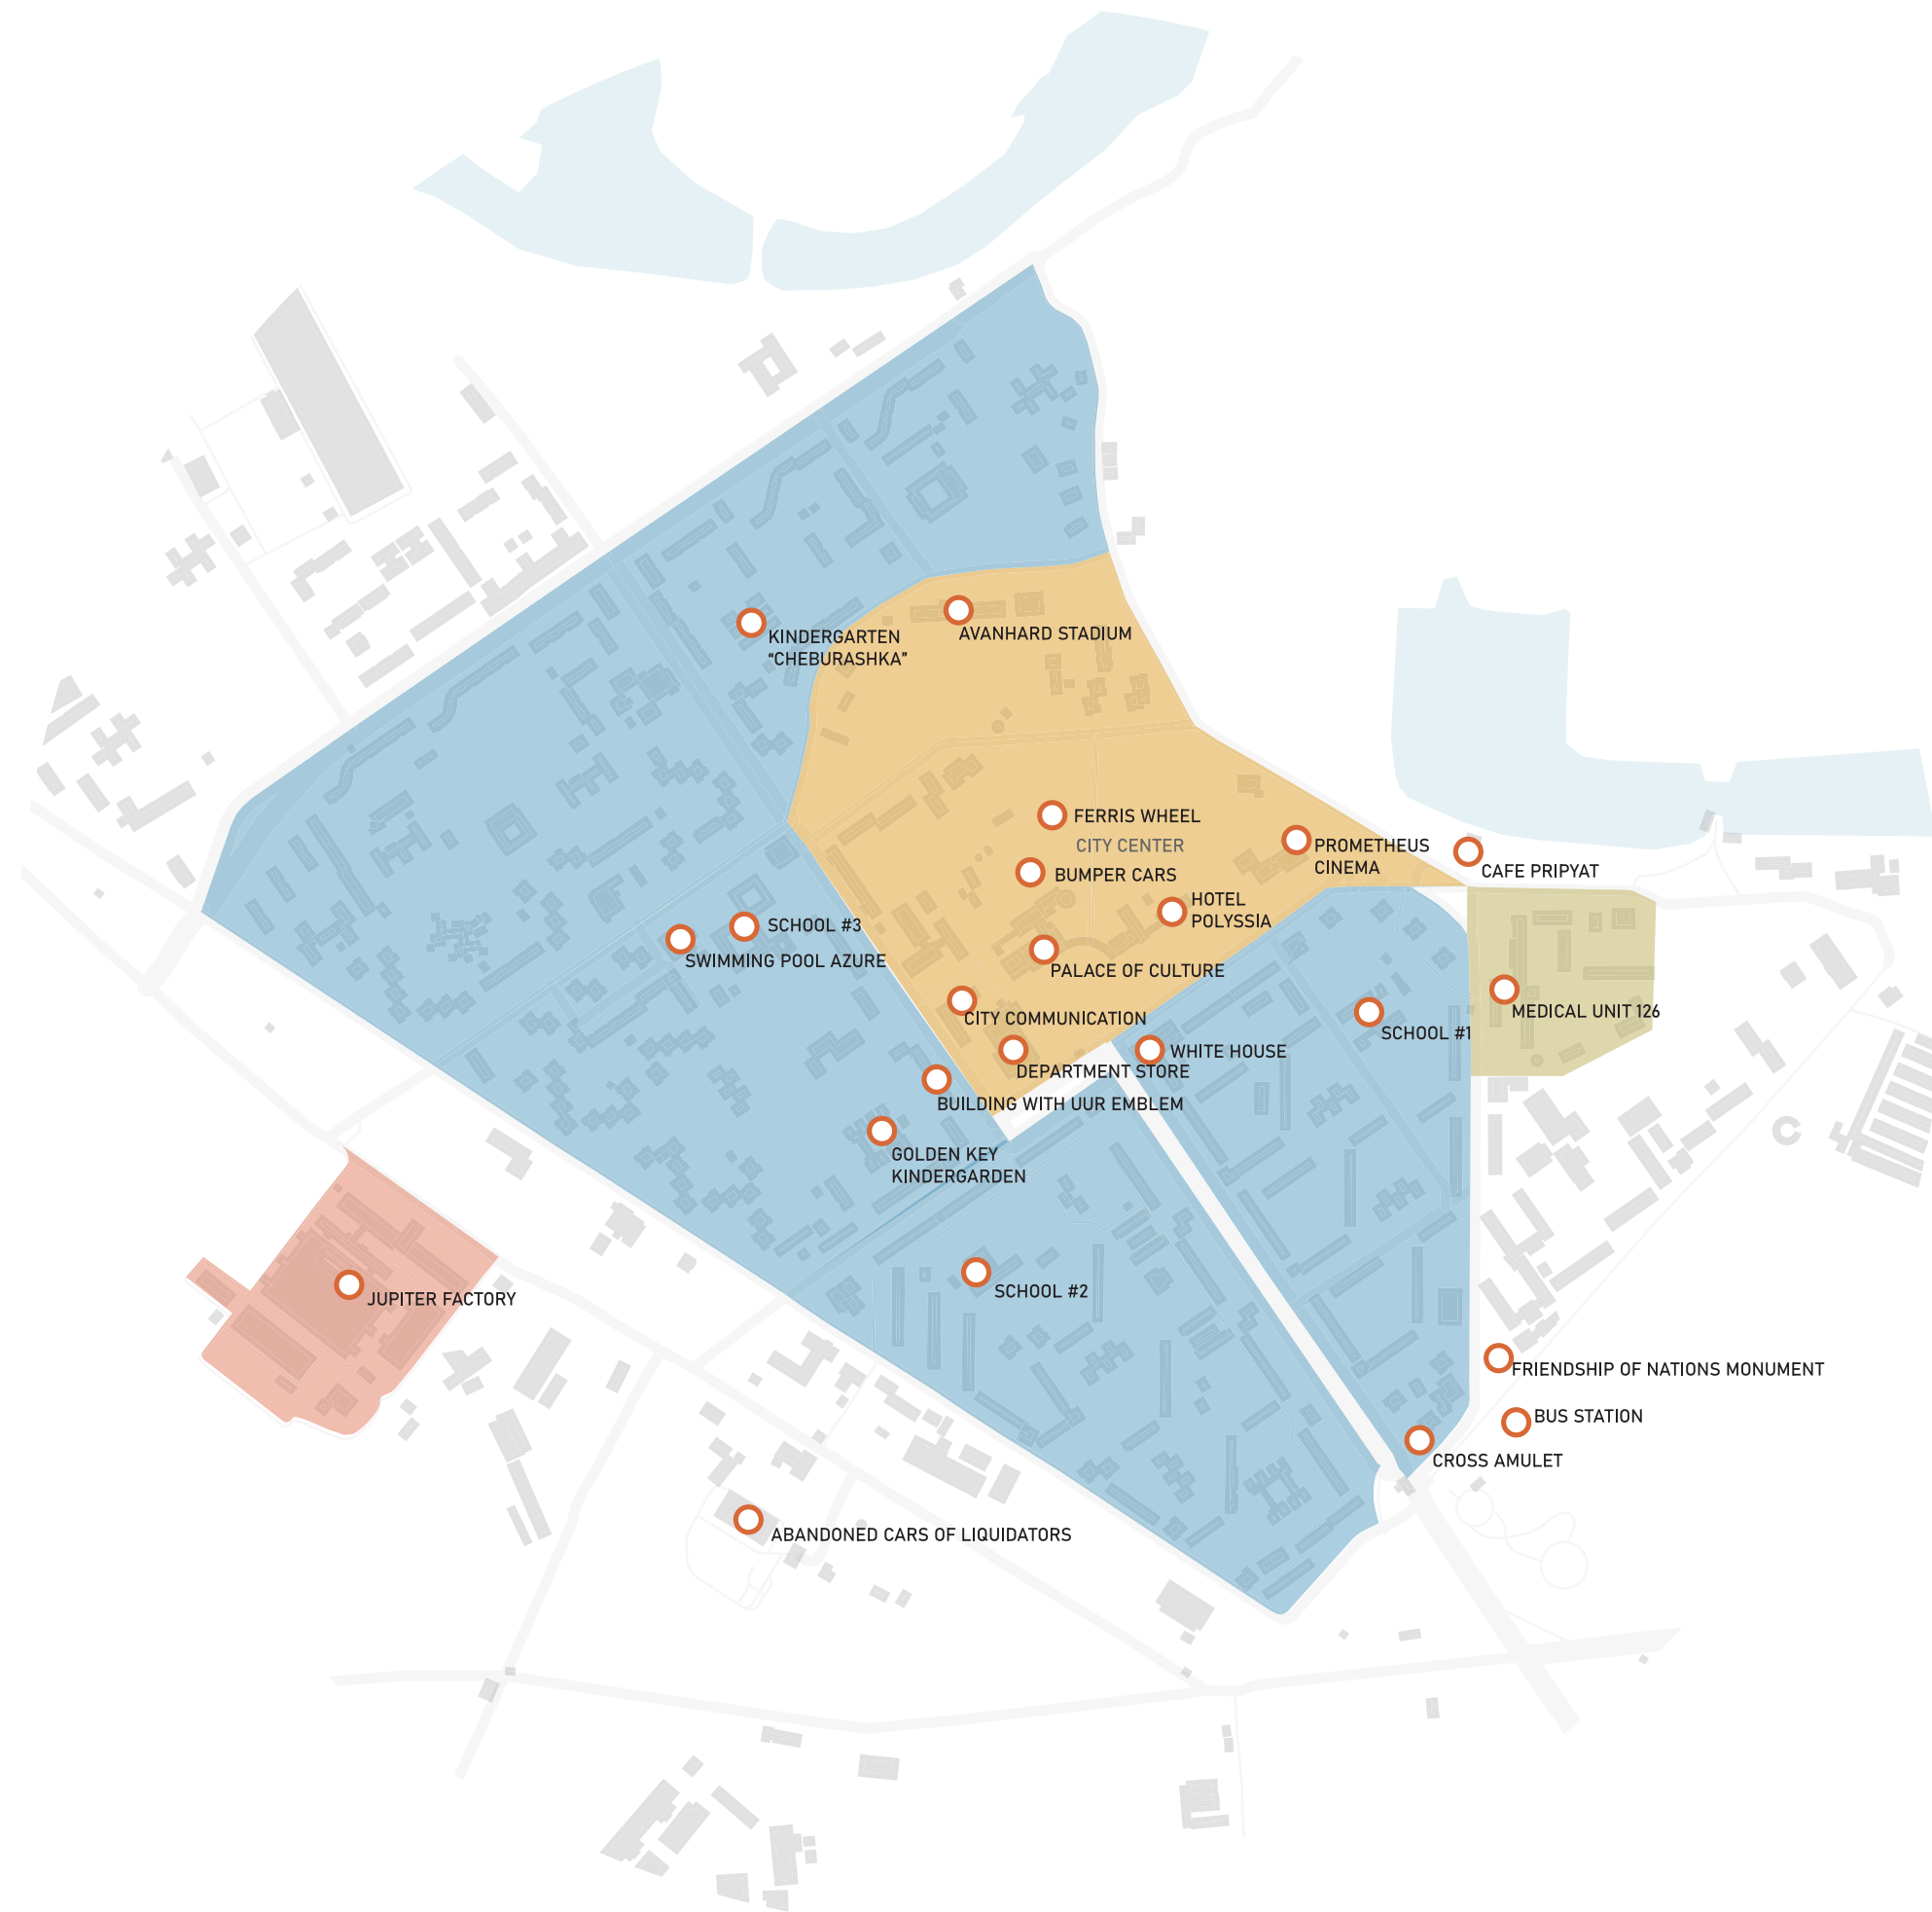 KINDERGARTEN
“CHEBURASHKA”
AVANHARD STADIUM
FERRIS WHEEL
CITY CENTER
BUMPER CARS
PROMETHEUS
CINEMA
CAFE PRIPYAT
HOTEL
POLYSSIA
SCHOOL #3
SWIMMING POOL AZURE
PALACE OF CULTURE
CITY COMMUNICATION
MEDICAL UNIT 126
SCHOOL #1
WHITE HOUSE
DEPARTMENT STORE
BUILDING WITH UUR EMBLEM
GOLDEN KEY
KINDERGARDEN
JUPITER FACTORY
SCHOOL #2
FRIENDSHIP OF NATIONS MONUMENT
BUS STATION
CROSS AMULET
ABANDONED CARS OF LIQUIDATORS